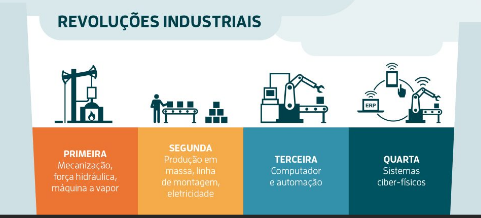 REVOLUÇÕES INDUSTRIAIS
ERP
PRIMEIRA
Mecanização,
força hidráulica,
máquina a vapor
SEGUNDA
Produção em
massa, linha
de montagem,
eletricidade
TERCEIRA
Computador
e automação
QUARTA
Sistemas
ciber-físicos